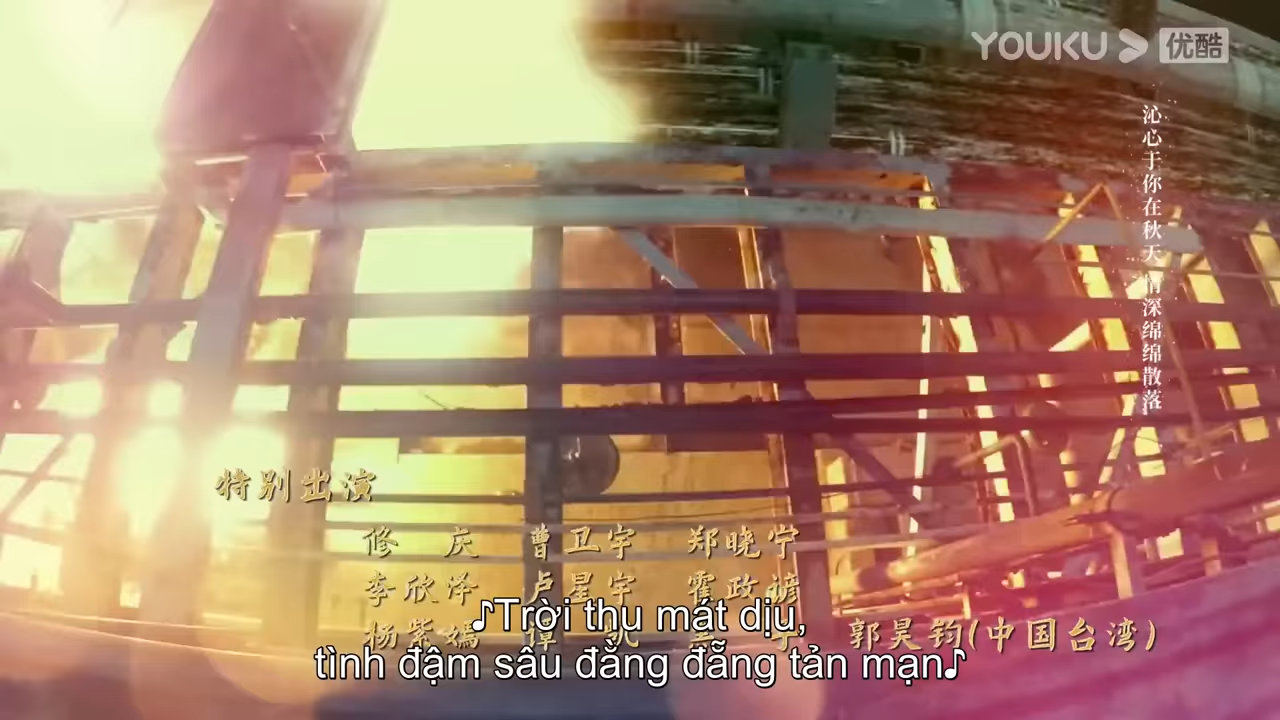 YOUKU 优酷
沁心于你在秋天 情深绵绵散落
特别出演
修 庆 曹卫宇 郑晓宁
李欣泽 卢星宇 霍政谚
杨紫嫣 谭 凯 郭昊钧(中国台湾)
♪Trời thu mát dịu,
tình đậm sâu đằng đẵng tản mạn♪